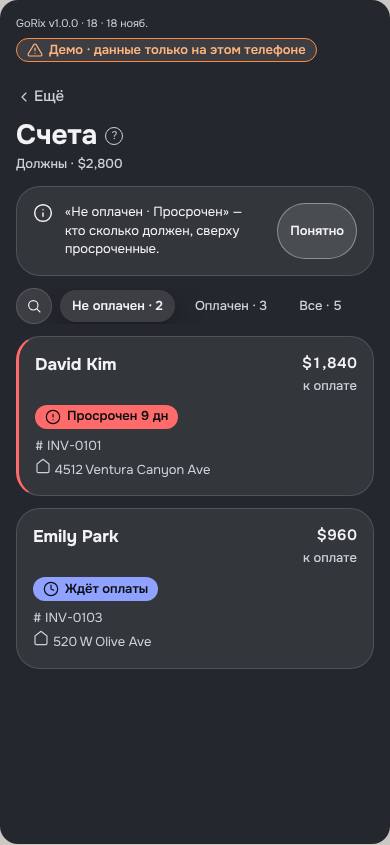 GoRix v1.0.0 · 18 · 18 нояб.
Демо · данные только на этом телефоне
Ещё
Счета ?
Должны · $2,800
«Не оплачен · Просрочен» —
кто сколько должен, сверху
просроченные.
Понятно
Не оплачен · 2
Оплачен · 3
Все · 5
David Kim
$1,840
к оплате
Просрочен 9 дн
# INV-0101
4512 Ventura Canyon Ave
Emily Park
$960
к оплате
Ждёт оплаты
# INV-0103
520 W Olive Ave